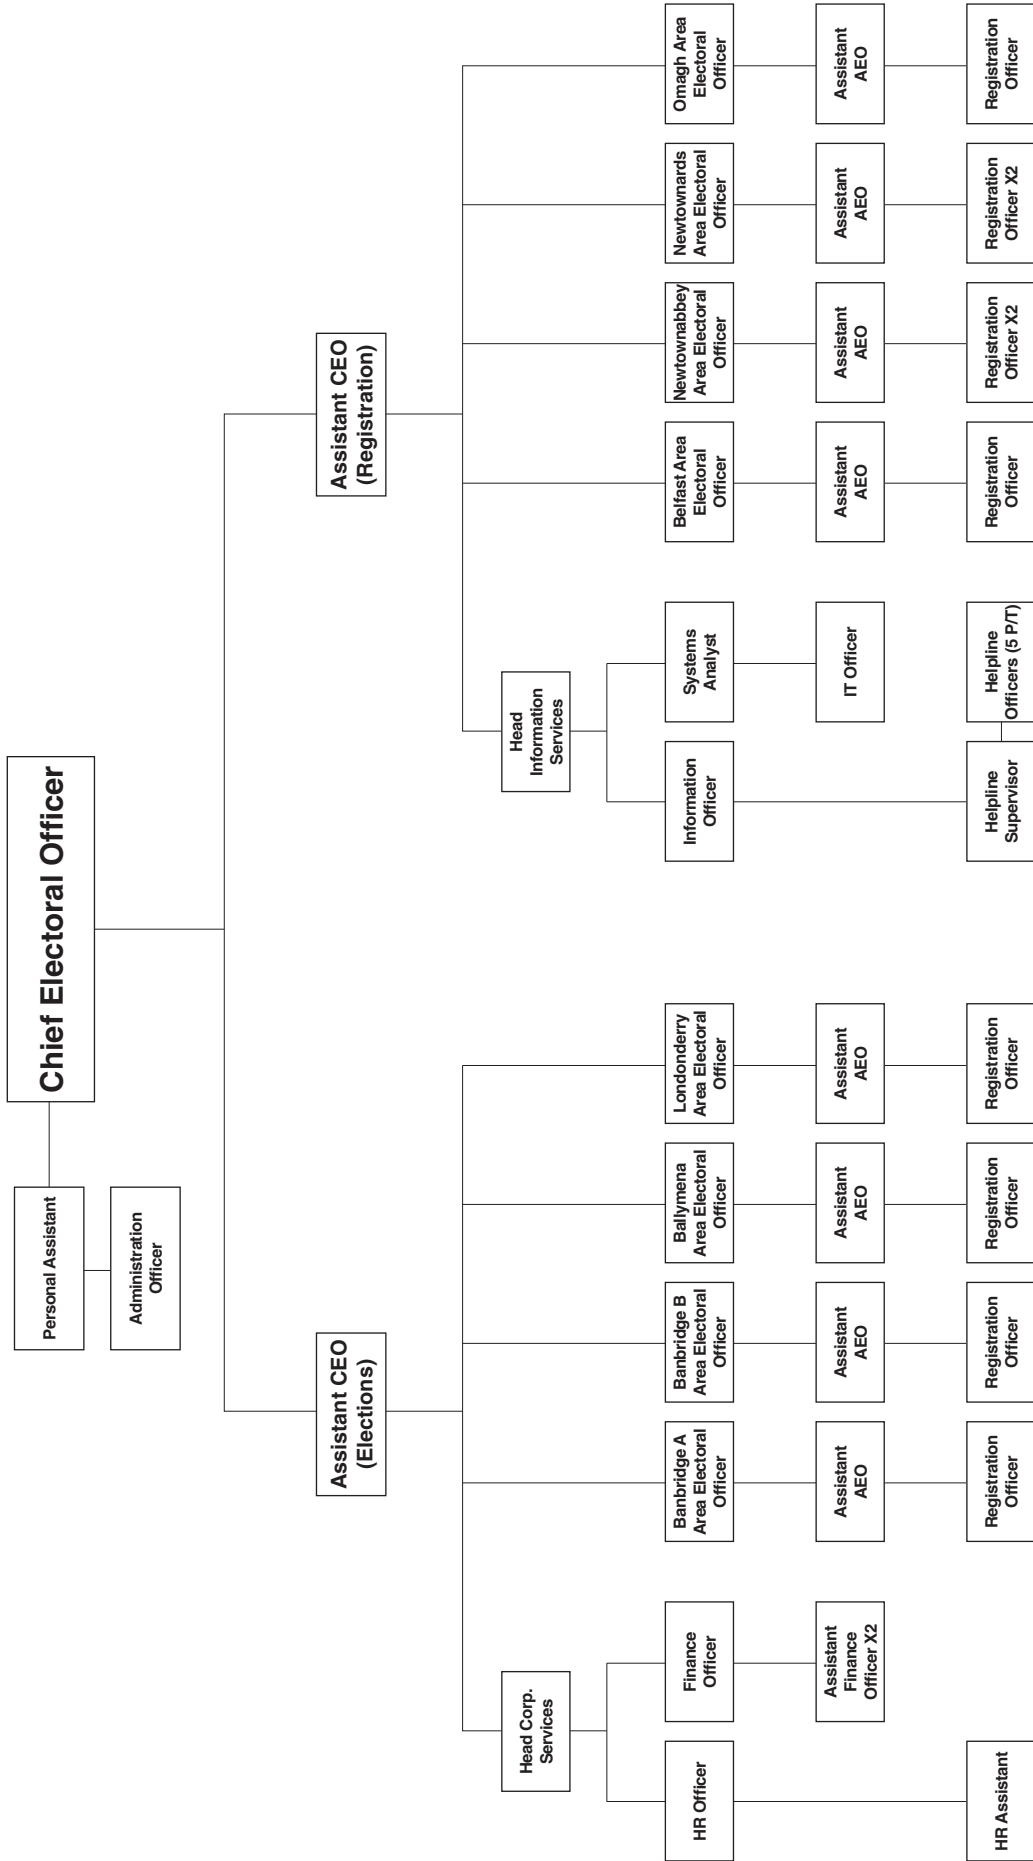 Chief Electoral Officer
Personal Assistant
Administration
Officer
Assistant CEO
(Elections)
Assistant CEO
(Registration)
Head Corp.
Services
Head
Information
Services
HR Officer
Finance
Officer
Banbridge A
Area Electoral
Officer
Banbridge B
Area Electoral
Officer
Ballymena
Area Electoral
Officer
Londonderry
Area Electoral
Officer
Information
Officer
Systems
Analyst
Belfast Area
Electoral
Officer
Newtownabbey
Area Electoral
Officer
Newtownards
Area Electoral
Officer
Omagh Area
Electoral
Officer
Assistant
Finance
Officer X2
Assistant
AEO
Assistant
AEO
Assistant
AEO
Assistant
AEO
IT Officer
Assistant
AEO
Assistant
AEO
Assistant
AEO
Assistant
AEO
HR Assistant
Registration
Officer
Registration
Officer
Registration
Officer
Registration
Officer
Helpline
Supervisor
Helpline
Officers (5 P/T)
Registration
Officer
Registration
Officer X2
Registration
Officer X2
Registration
Officer